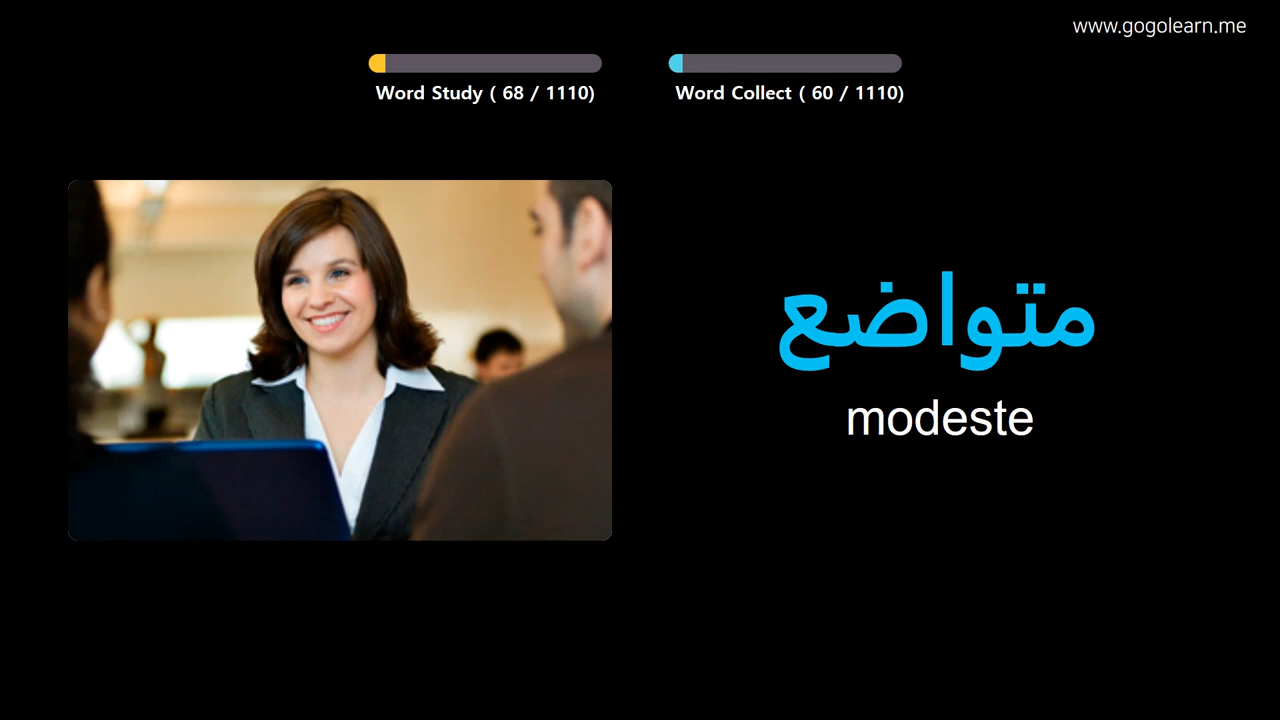 www.gogolearn.me
Word Study ( 68 / 1110)
Word Collect ( 60 / 1110)
متواضع
modeste